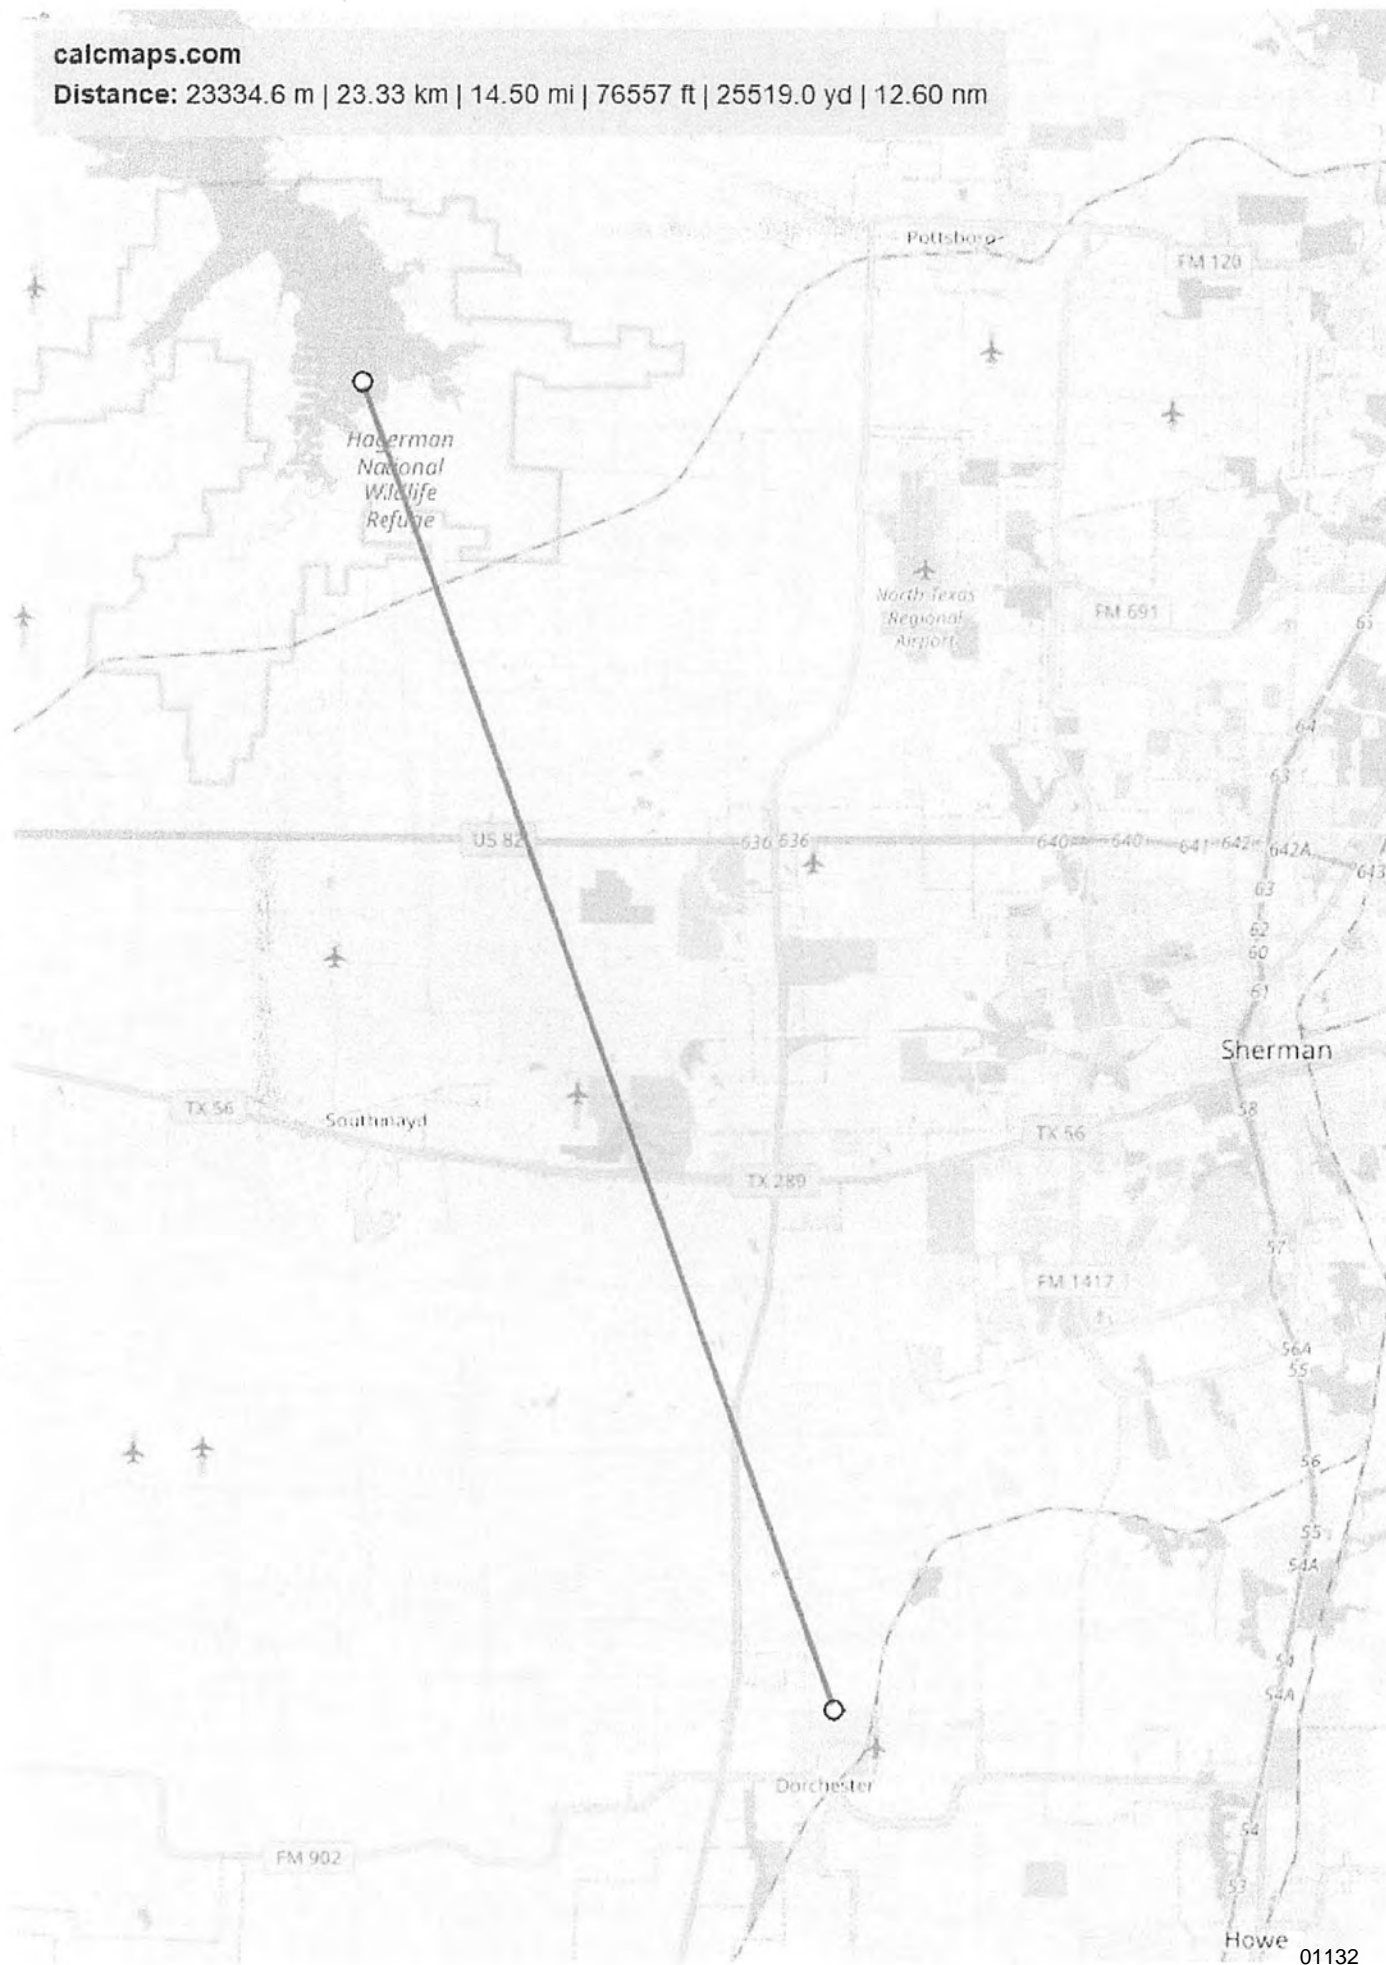 calcmaps.com
Distance: 23334.6 m | 23.33 km | 14.50 mi | 76557 ft | 25519.0 yd | 12.60 nm
Pottsboro
FM 120
Hagerman
National
Wildlife
Refuge
North Texas
Regional
Airport
FM 691
65
64
63
US 82
636 636
640
640
641
642
642A
643
63
62
60
61
Sherman
TX 56
58
Southmayd
TX 56
TX 289
57
FM 1417
56A
55
56
55
54A
54
54A
Dorchester
54
FM 902
53
Howe
01132